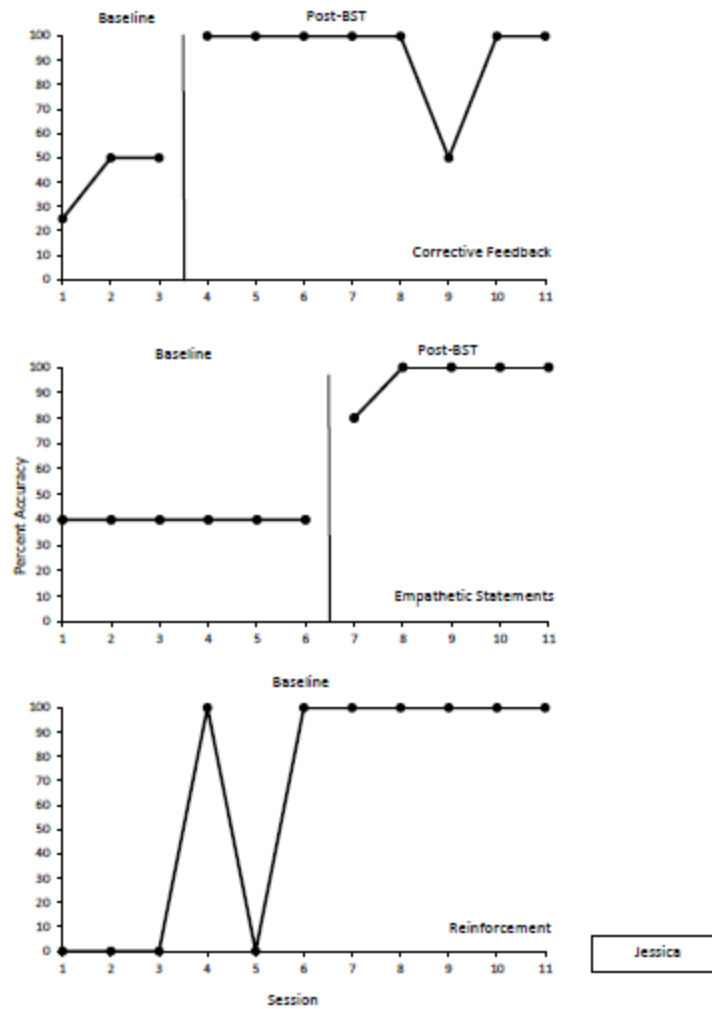 Baseline Post-BST
100
90
80
70
60
50
40
30
20
10
0
Corrective Feedback
1 2 3 4 5 6 7 8 9 10 11
Baseline Post-BST
100
90
80
70
60
50
40
30
20
10
0
Percent Accuracy
Empathetic Statements
1 2 3 4 5 6 7 8 9 10 11
Baseline
100
90
80
70
60
50
40
30
20
10
0
Reinforcement
1 2 3 4 5 6 7 8 9 10 11
Session
Jessica